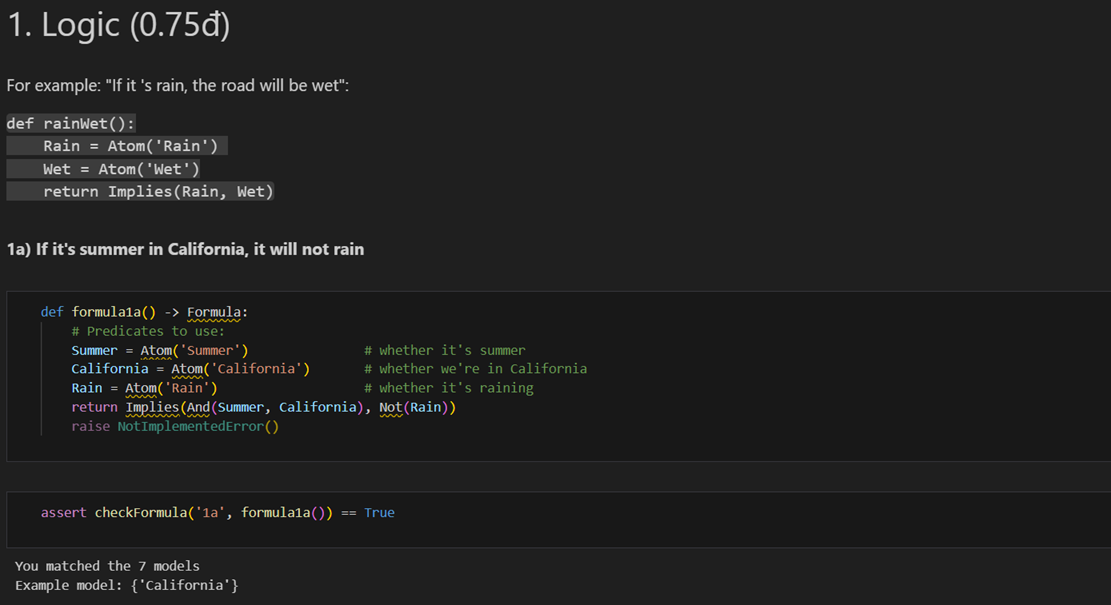 1. Logic (0.75đ)
For example: "If it 's rain, the road will be wet":
def rainWet():
    Rain = Atom('Rain')
    Wet = Atom('Wet')
    return Implies(Rain, Wet)
1a) If it's summer in California, it will not rain
def formula1a() -> Formula:
    # Predicates to use:
    Summer = Atom('Summer')               # whether it's summer
    California = Atom('California')       # whether we're in California
    Rain = Atom('Rain')                   # whether it's raining
    return Implies(And(Summer, California), Not(Rain))
    raise NotImplementedError()
assert checkFormula('1a', formula1a()) == True
You matched the 7 models
Example model: {'California'}